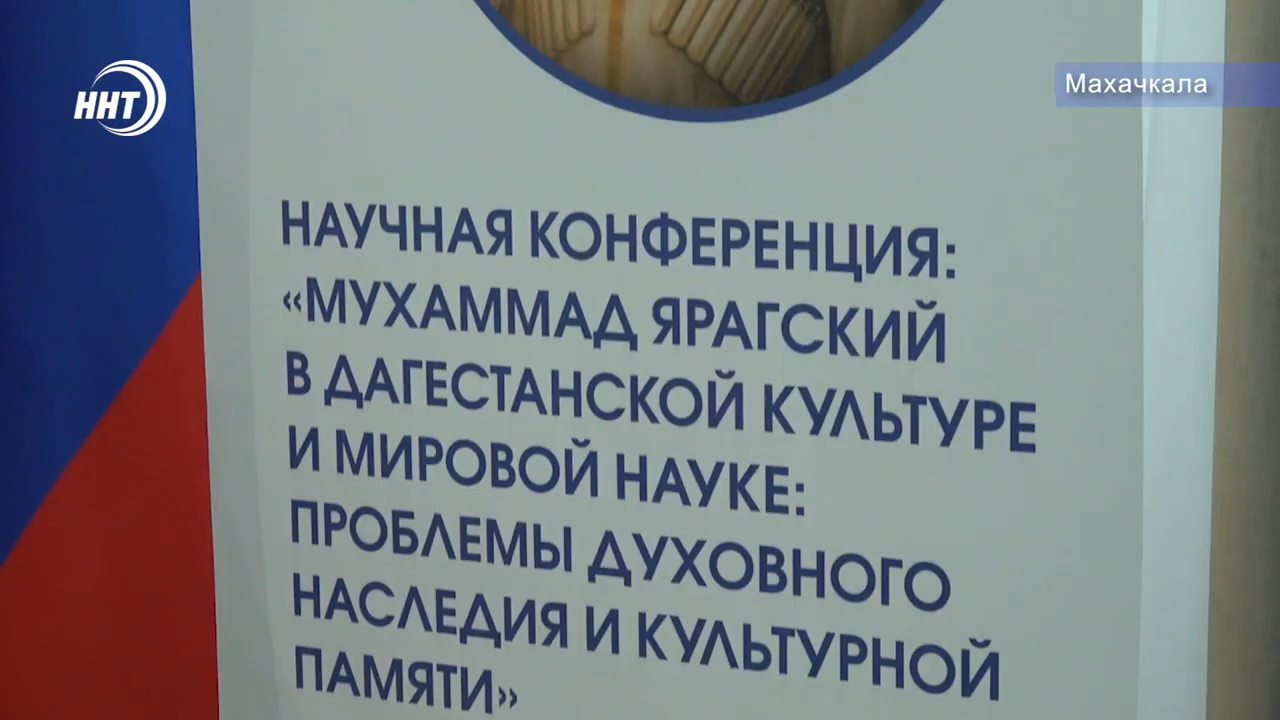 ННТ
Махачкала
НАУЧНАЯ КОНФЕРЕНЦИЯ:
«МУХАММАД ЯРАГСКИЙ
В ДАГЕСТАНСКОЙ КУЛЬТУРЕ
И МИРОВОЙ НАУКЕ:
ПРОБЛЕМЫ ДУХОВНОГО
НАСЛЕДИЯ И КУЛЬТУРНОЙ
ПАМЯТИ»